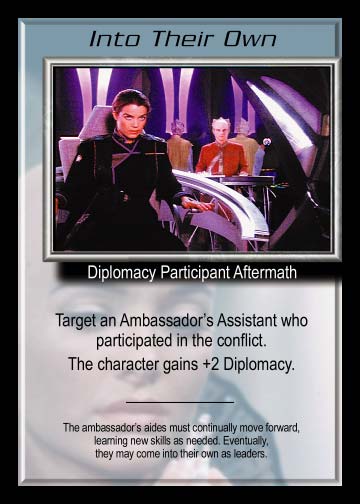 Into Their Own
Diplomacy Participant Aftermath
Target an Ambassador's Assistant who
participated in the conflict.
The character gains +2 Diplomacy.
The ambassador's aides must continually move forward,
learning new skills as needed. Eventually,
they may come into their own as leaders.